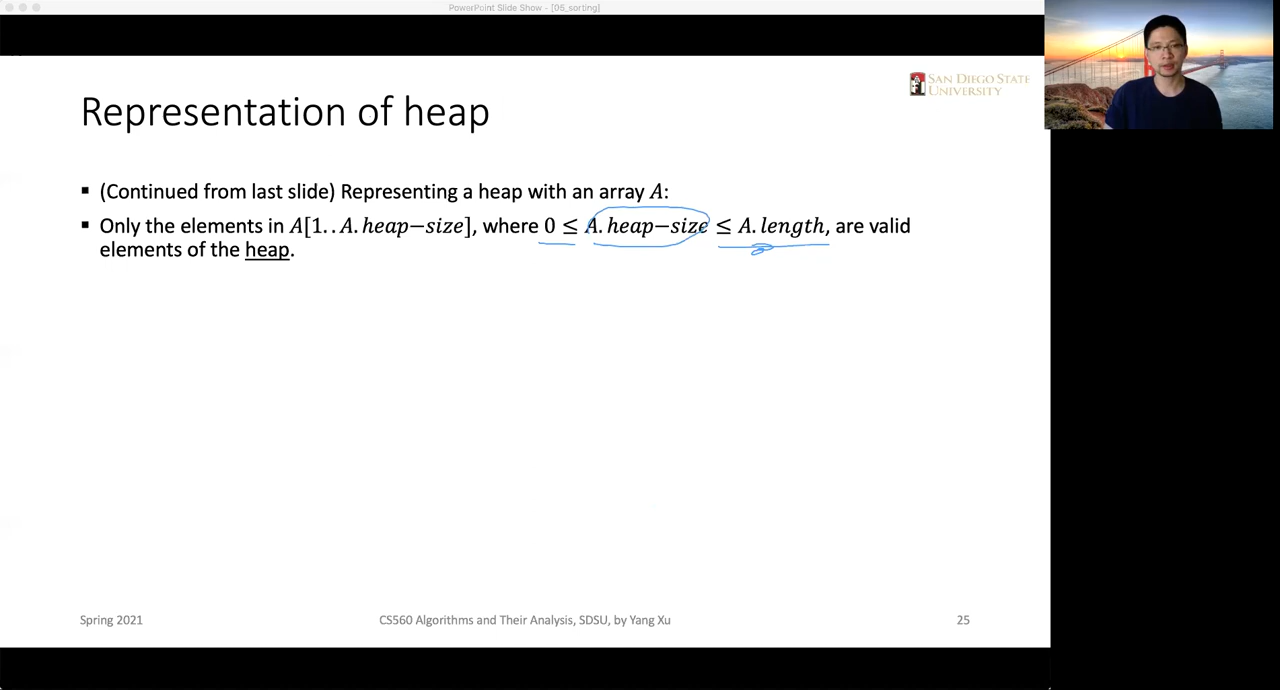 PowerPoint Slide Show - [05_sorting]
SAN DIEGO STATE
UNIVERSITY
Representation of heap
▪ (Continued from last slide) Representing a heap with an array A:
▪ Only the elements in A[1..A.heap−size], where 0 ≤ A.heap−size ≤ A.length, are valid
elements of the heap.
Spring 2021
CS560 Algorithms and Their Analysis, SDSU, by Yang Xu
25